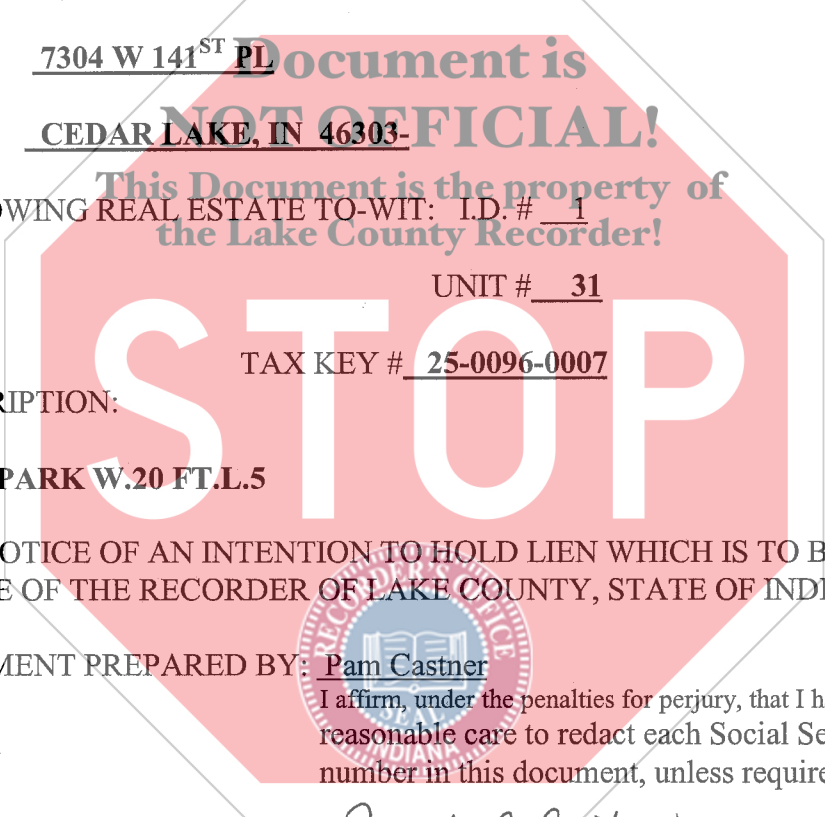 7304 W 141ST PL
Document is
CEDAR LAKE, IN 46303-
NOT OFFICIAL!
This Document is the property of
OWING REAL ESTATE TO-WIT: I.D. # 1
the Lake County Recorder!
UNIT # 31
STOP
TAX KEY # 25-0096-0007
RIPTION:
PARK W.20 FT.L.5
OTICE OF AN INTENTION TO HOLD LIEN WHICH IS TO B
E OF THE RECORDER OF LAKE COUNTY, STATE OF INDI
RECORDER'S OFFICE
MENT PREPARED BY: Pam Castner
I affirm, under the penalties for perjury, that I h
SEAL
reasonable care to redact each Social Se
INDIANA
number in this document, unless require